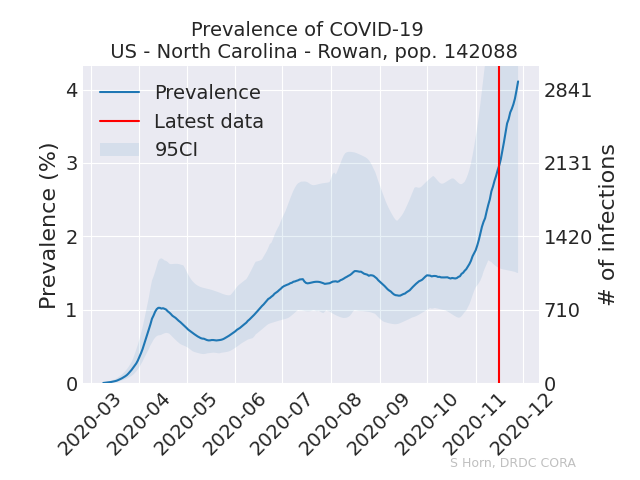 Prevalence of COVID-19
US - North Carolina - Rowan, pop. 142088
Prevalence
Latest data
95CI
Prevalence (%)
4
3
2
1
0
2841
2131
1420
710
0
# of infections
2020-03
2020-04
2020-05
2020-06
2020-07
2020-08
2020-09
2020-10
2020-11
2020-12
S Horn, DRDC CORA